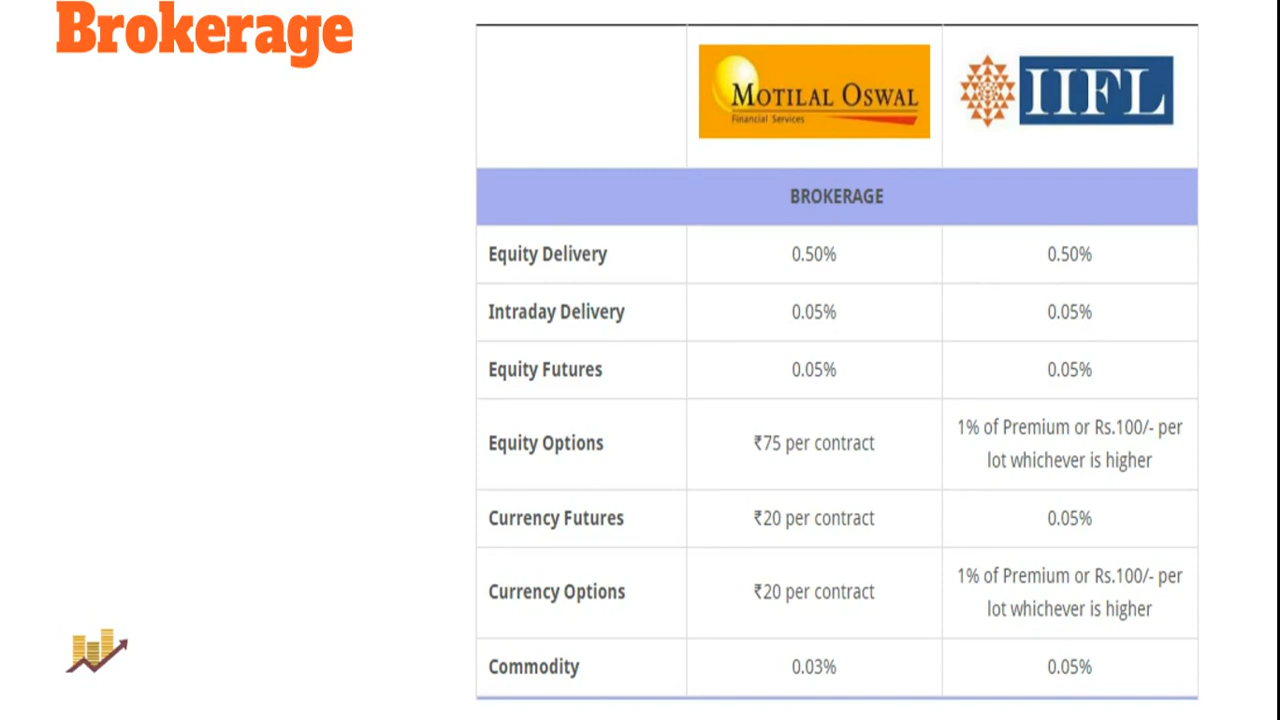 Brokerage
MOTILAL OSWAL
Financial Services
IIFL
BROKERAGE
Equity Delivery 0.50% 0.50%
Intraday Delivery 0.05% 0.05%
Equity Futures 0.05% 0.05%
Equity Options ₹75 per contract 1% of Premium or Rs.100/- per
lot whichever is higher
Currency Futures ₹20 per contract 0.05%
Currency Options ₹20 per contract 1% of Premium or Rs.100/- per
lot whichever is higher
Commodity 0.03% 0.05%